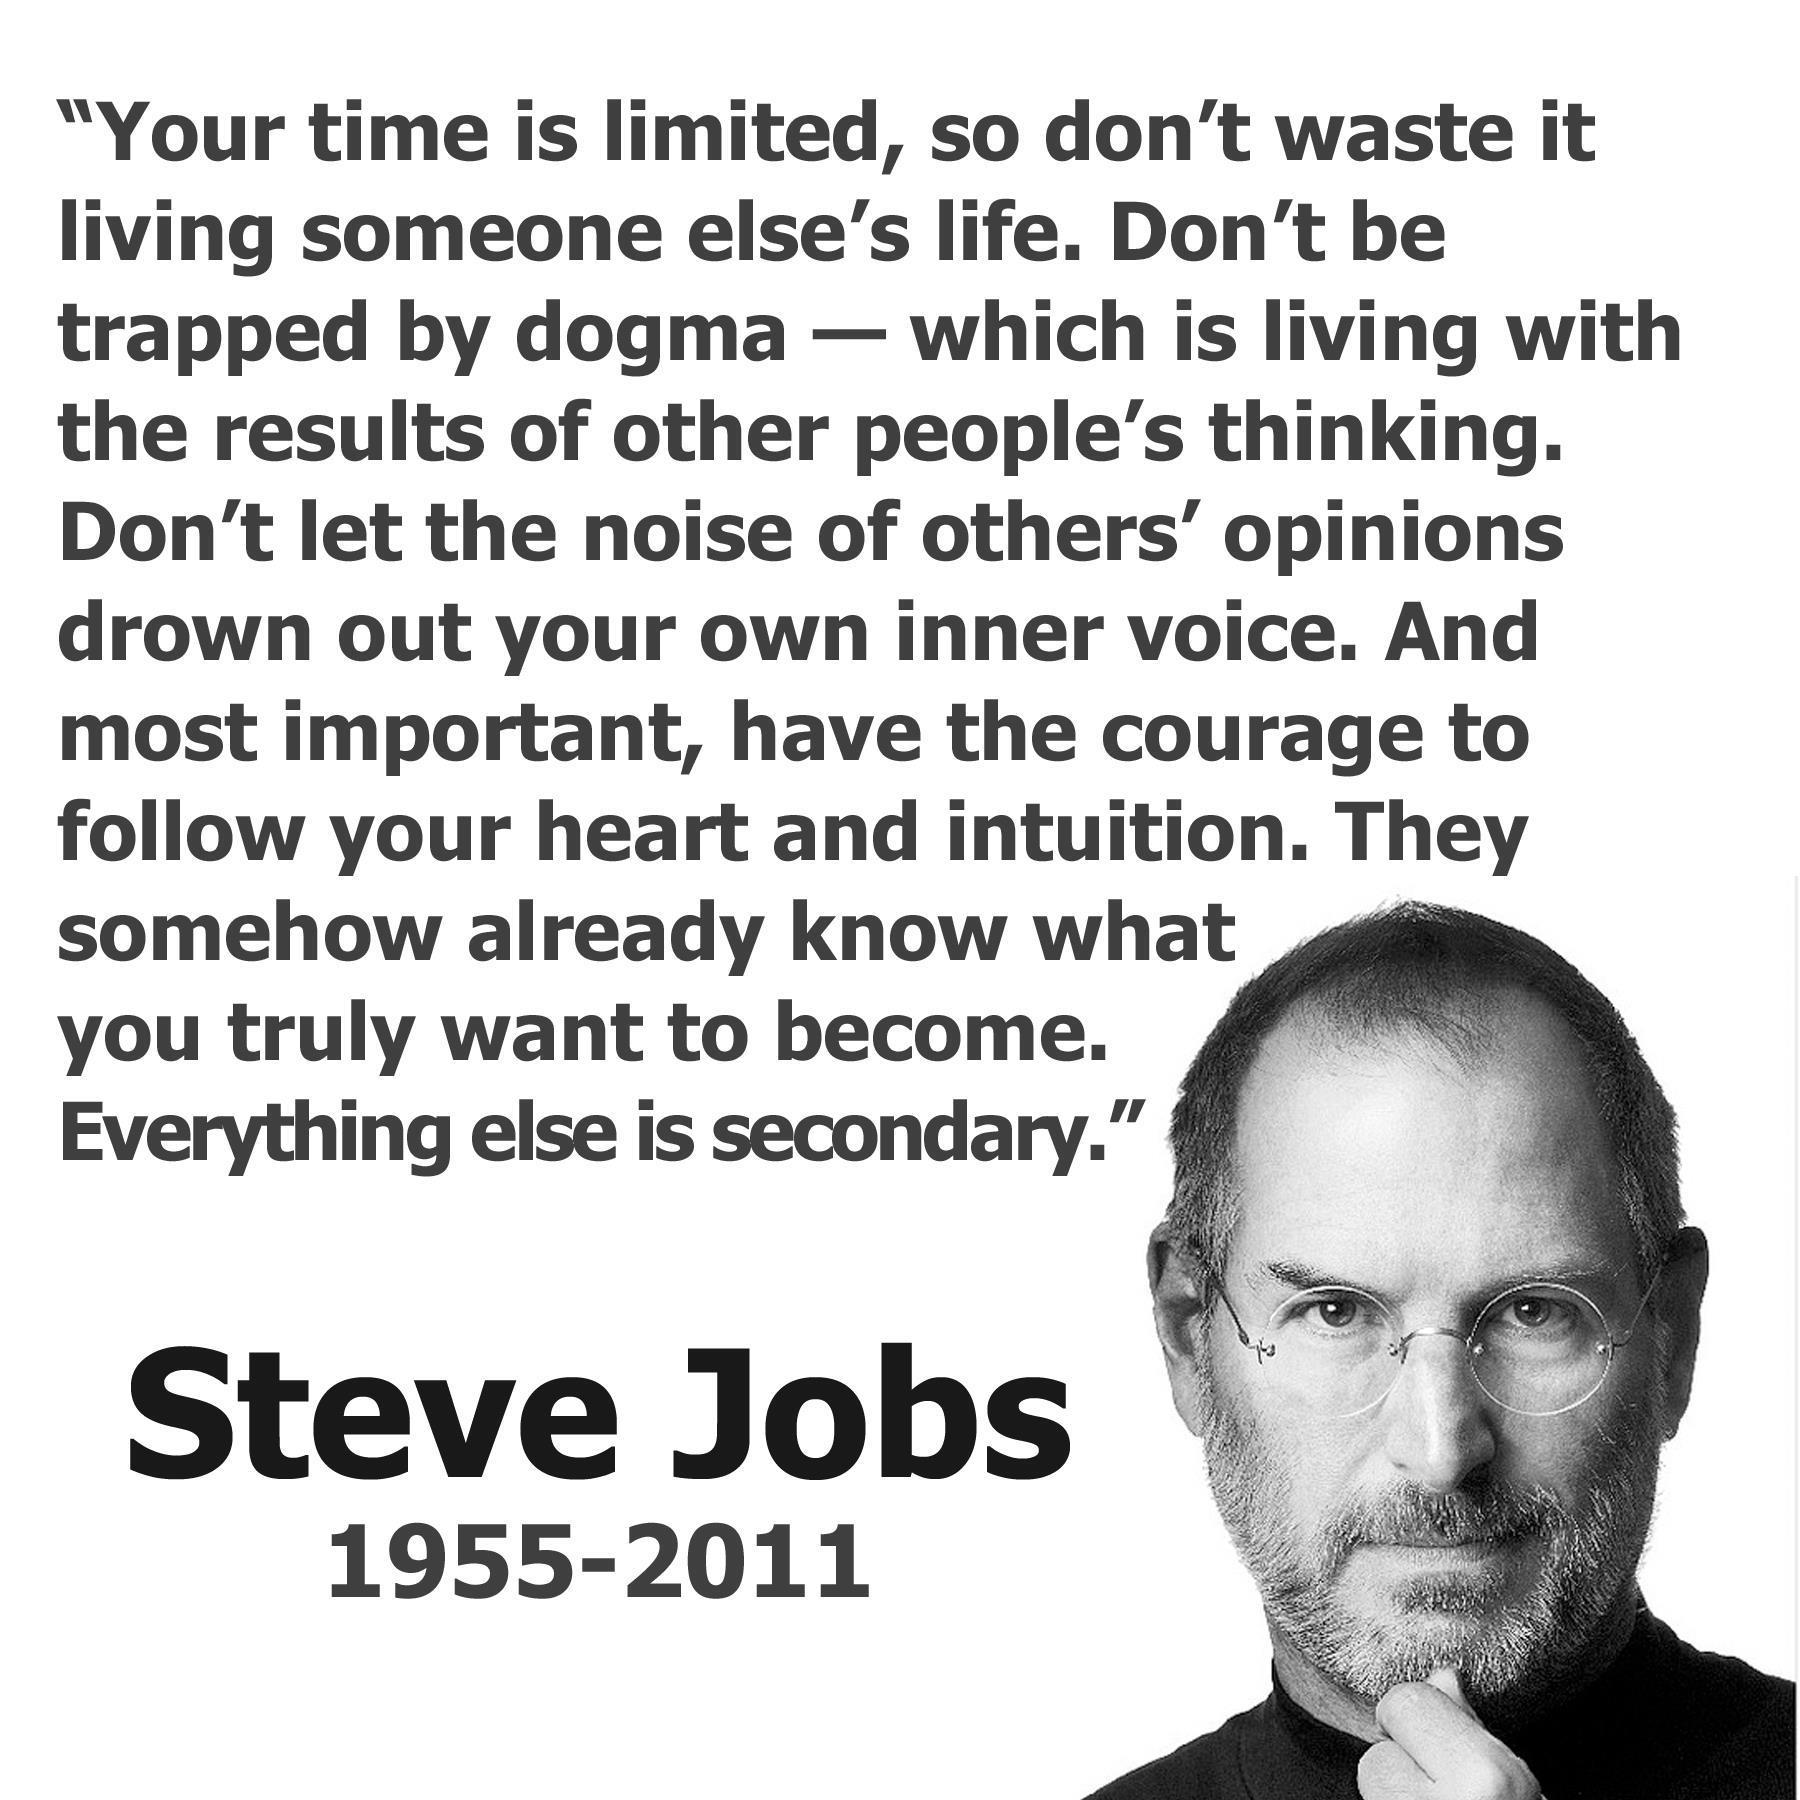 “Your time is limited, so don’t waste it
living someone else’s life. Don’t be
trapped by dogma — which is living with
the results of other people’s thinking.
Don’t let the noise of others’ opinions
drown out your own inner voice. And
most important, have the courage to
follow your heart and intuition. They
somehow already know what
you truly want to become.
Everything else is secondary.”
Steve Jobs
1955-2011